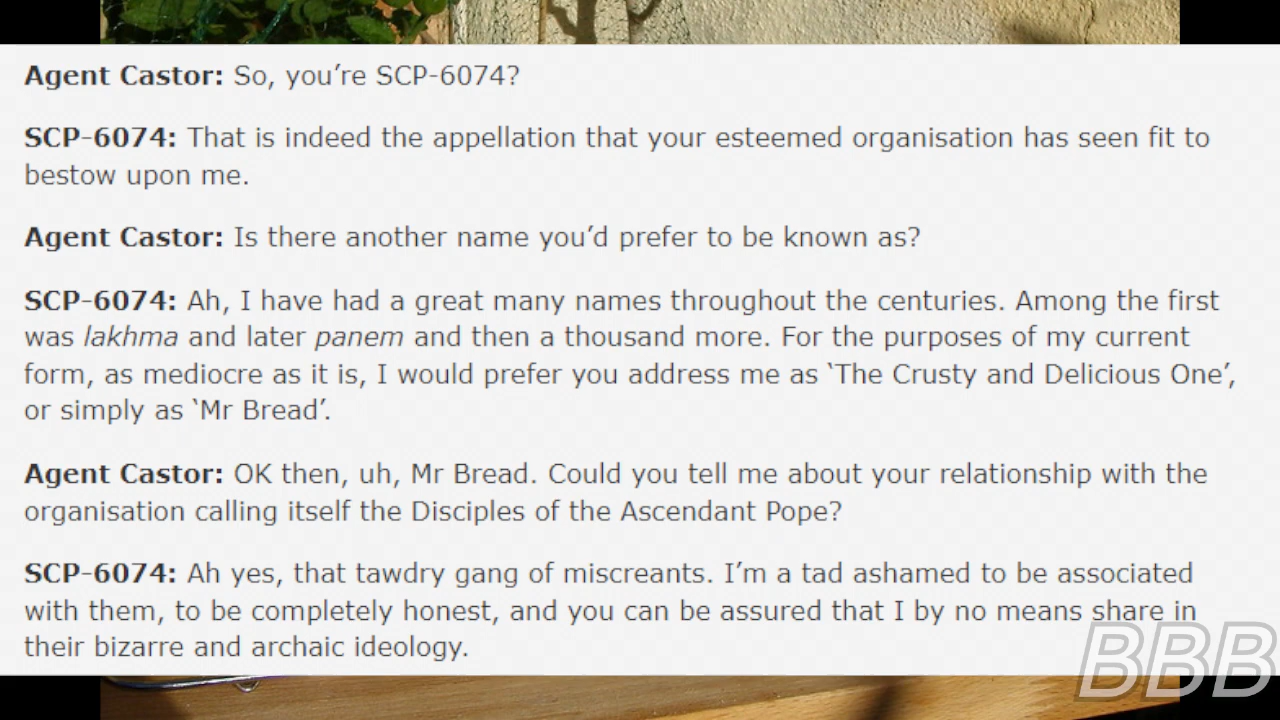 Agent Castor: So, you’re SCP-6074?
SCP-6074: That is indeed the appellation that your esteemed organisation has seen fit to
bestow upon me.
Agent Castor: Is there another name you’d prefer to be known as?
SCP-6074: Ah, I have had a great many names throughout the centuries. Among the first
was lakhma and later panem and then a thousand more. For the purposes of my current
form, as mediocre as it is, I would prefer you address me as ‘The Crusty and Delicious One’,
or simply as ‘Mr Bread’.
Agent Castor: OK then, uh, Mr Bread. Could you tell me about your relationship with the
organisation calling itself the Disciples of the Ascendant Pope?
SCP-6074: Ah yes, that tawdry gang of miscreants. I’m a tad ashamed to be associated
with them, to be completely honest, and you can be assured that I by no means share in
their bizarre and archaic ideology.
BBB